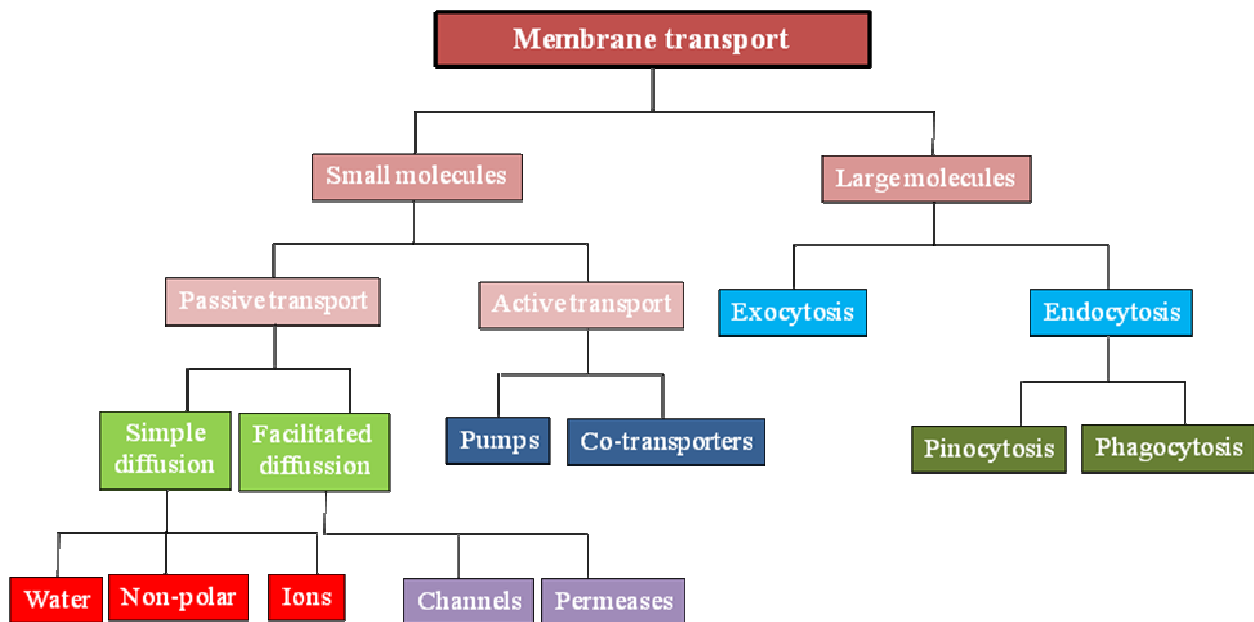 Membrane transport
Small molecules
Large molecules
Passive transport
Active transport
Exocytosis
Endocytosis
Simple
diffusion
Facilitated
diffussion
Pumps
Co-transporters
Pinocytosis
Phagocytosis
Water
Non-polar
Ions
Channels
Permeases